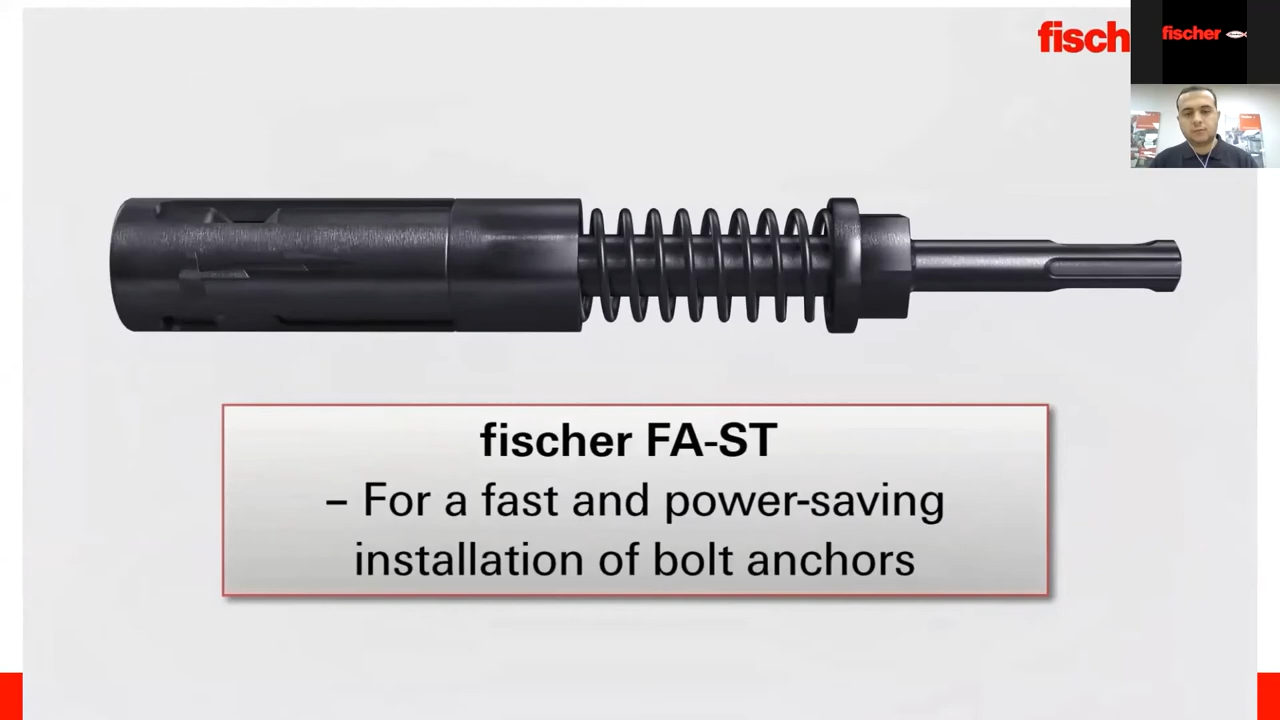 fisch
fischer
fischer FA-ST
– For a fast and power-saving
installation of bolt anchors